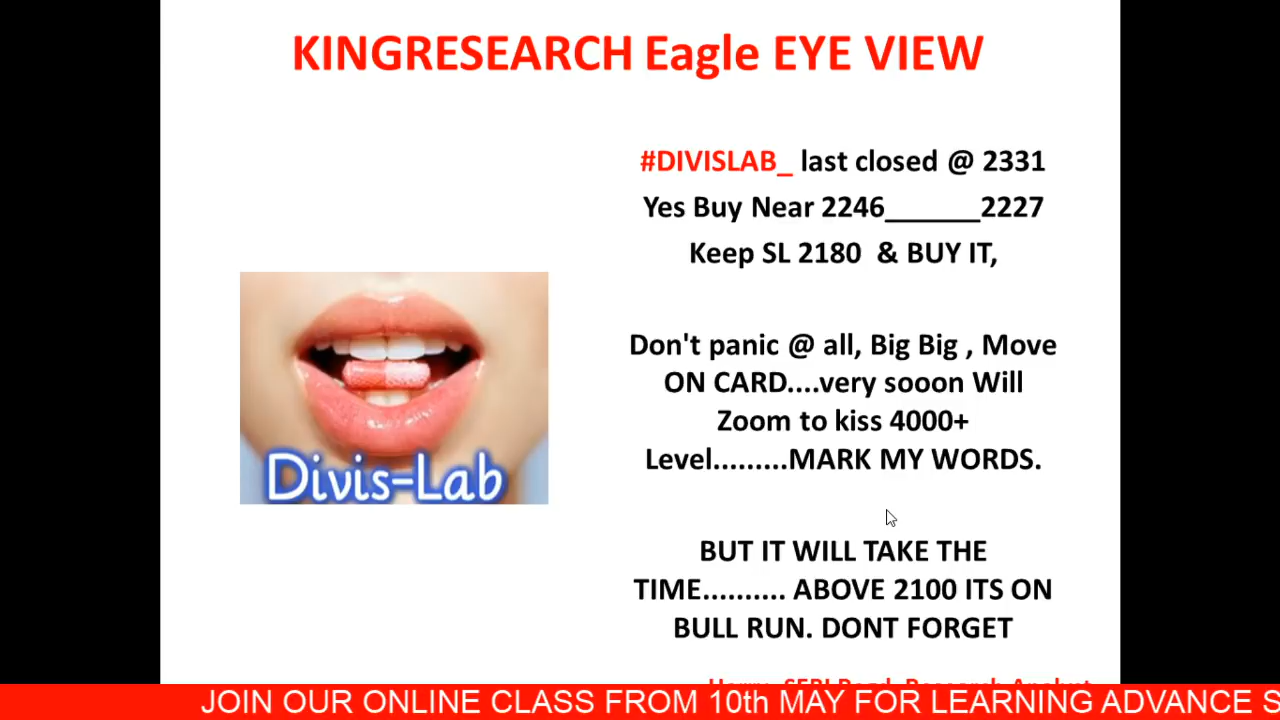 KINGRESEARCH Eagle EYE VIEW
#DIVISLAB_ last closed @ 2331
Yes Buy Near 2246______2227
Keep SL 2180 & BUY IT,
Don't panic @ all, Big Big , Move
ON CARD....very sooon Will
Zoom to kiss 4000+
Level.........MARK MY WORDS.
Divis-Lab
BUT IT WILL TAKE THE
TIME.......... ABOVE 2100 ITS ON
BULL RUN. DONT FORGET
JOIN OUR ONLINE CLASS FROM 10th MAY FOR LEARNING ADVANCE S